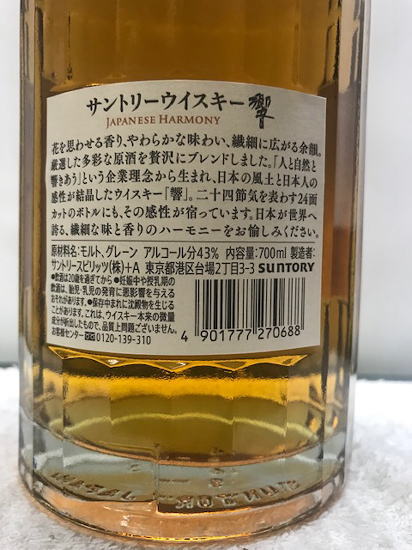 サントリーウイスキー 響
JAPANESE HARMONY
花を思わせる香り、やわらかな味わい、繊細に広がる余韻。
厳選した多彩な原酒を贅沢にブレンドしました。「人と自然と
響きあう」という企業理念から生まれ、日本の風土と日本人の
感性が結晶したウイスキー「響」。二十四節気を表わす24面
カットのボトルにも、その感性が宿っています。日本が世界へ
誇る、繊細な味と香りのハーモニーをお愉しみください。
原材料名:モルト、グレーン アルコール分43% 内容量:700ml 製造者:
サントリースピリッツ(株)+A 東京都港区台場2丁目3-3 SUNTORY
●飲酒は20歳を過ぎてから ●妊娠中や授乳期の
飲酒は、胎児・乳児の発育に悪影響を与える
おそれがあります。●保存中まれに沈殿物を生じる
ことがありますが、これは、ウイスキー本来の微量
成分が析出したもので、品質上問題ございません。
お客様センター 0120-139-310
4 901777 270688